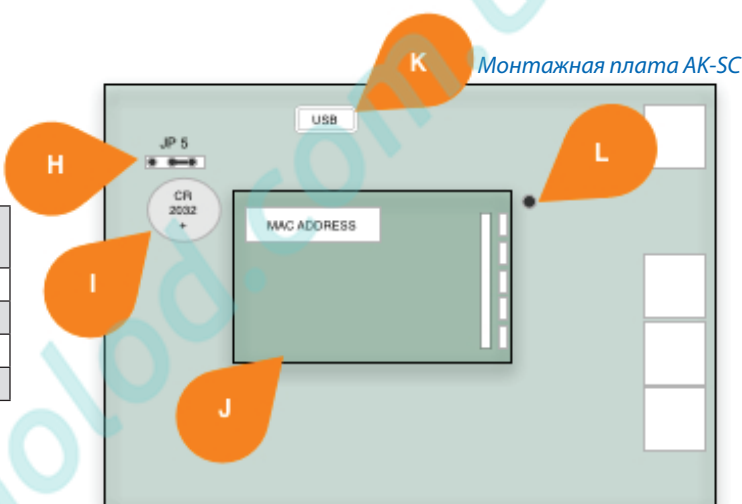 K
Монтажная плата AK-SC
USB
JP 5
H
L
CR
2032
+
MAC ADDRESS
I
J